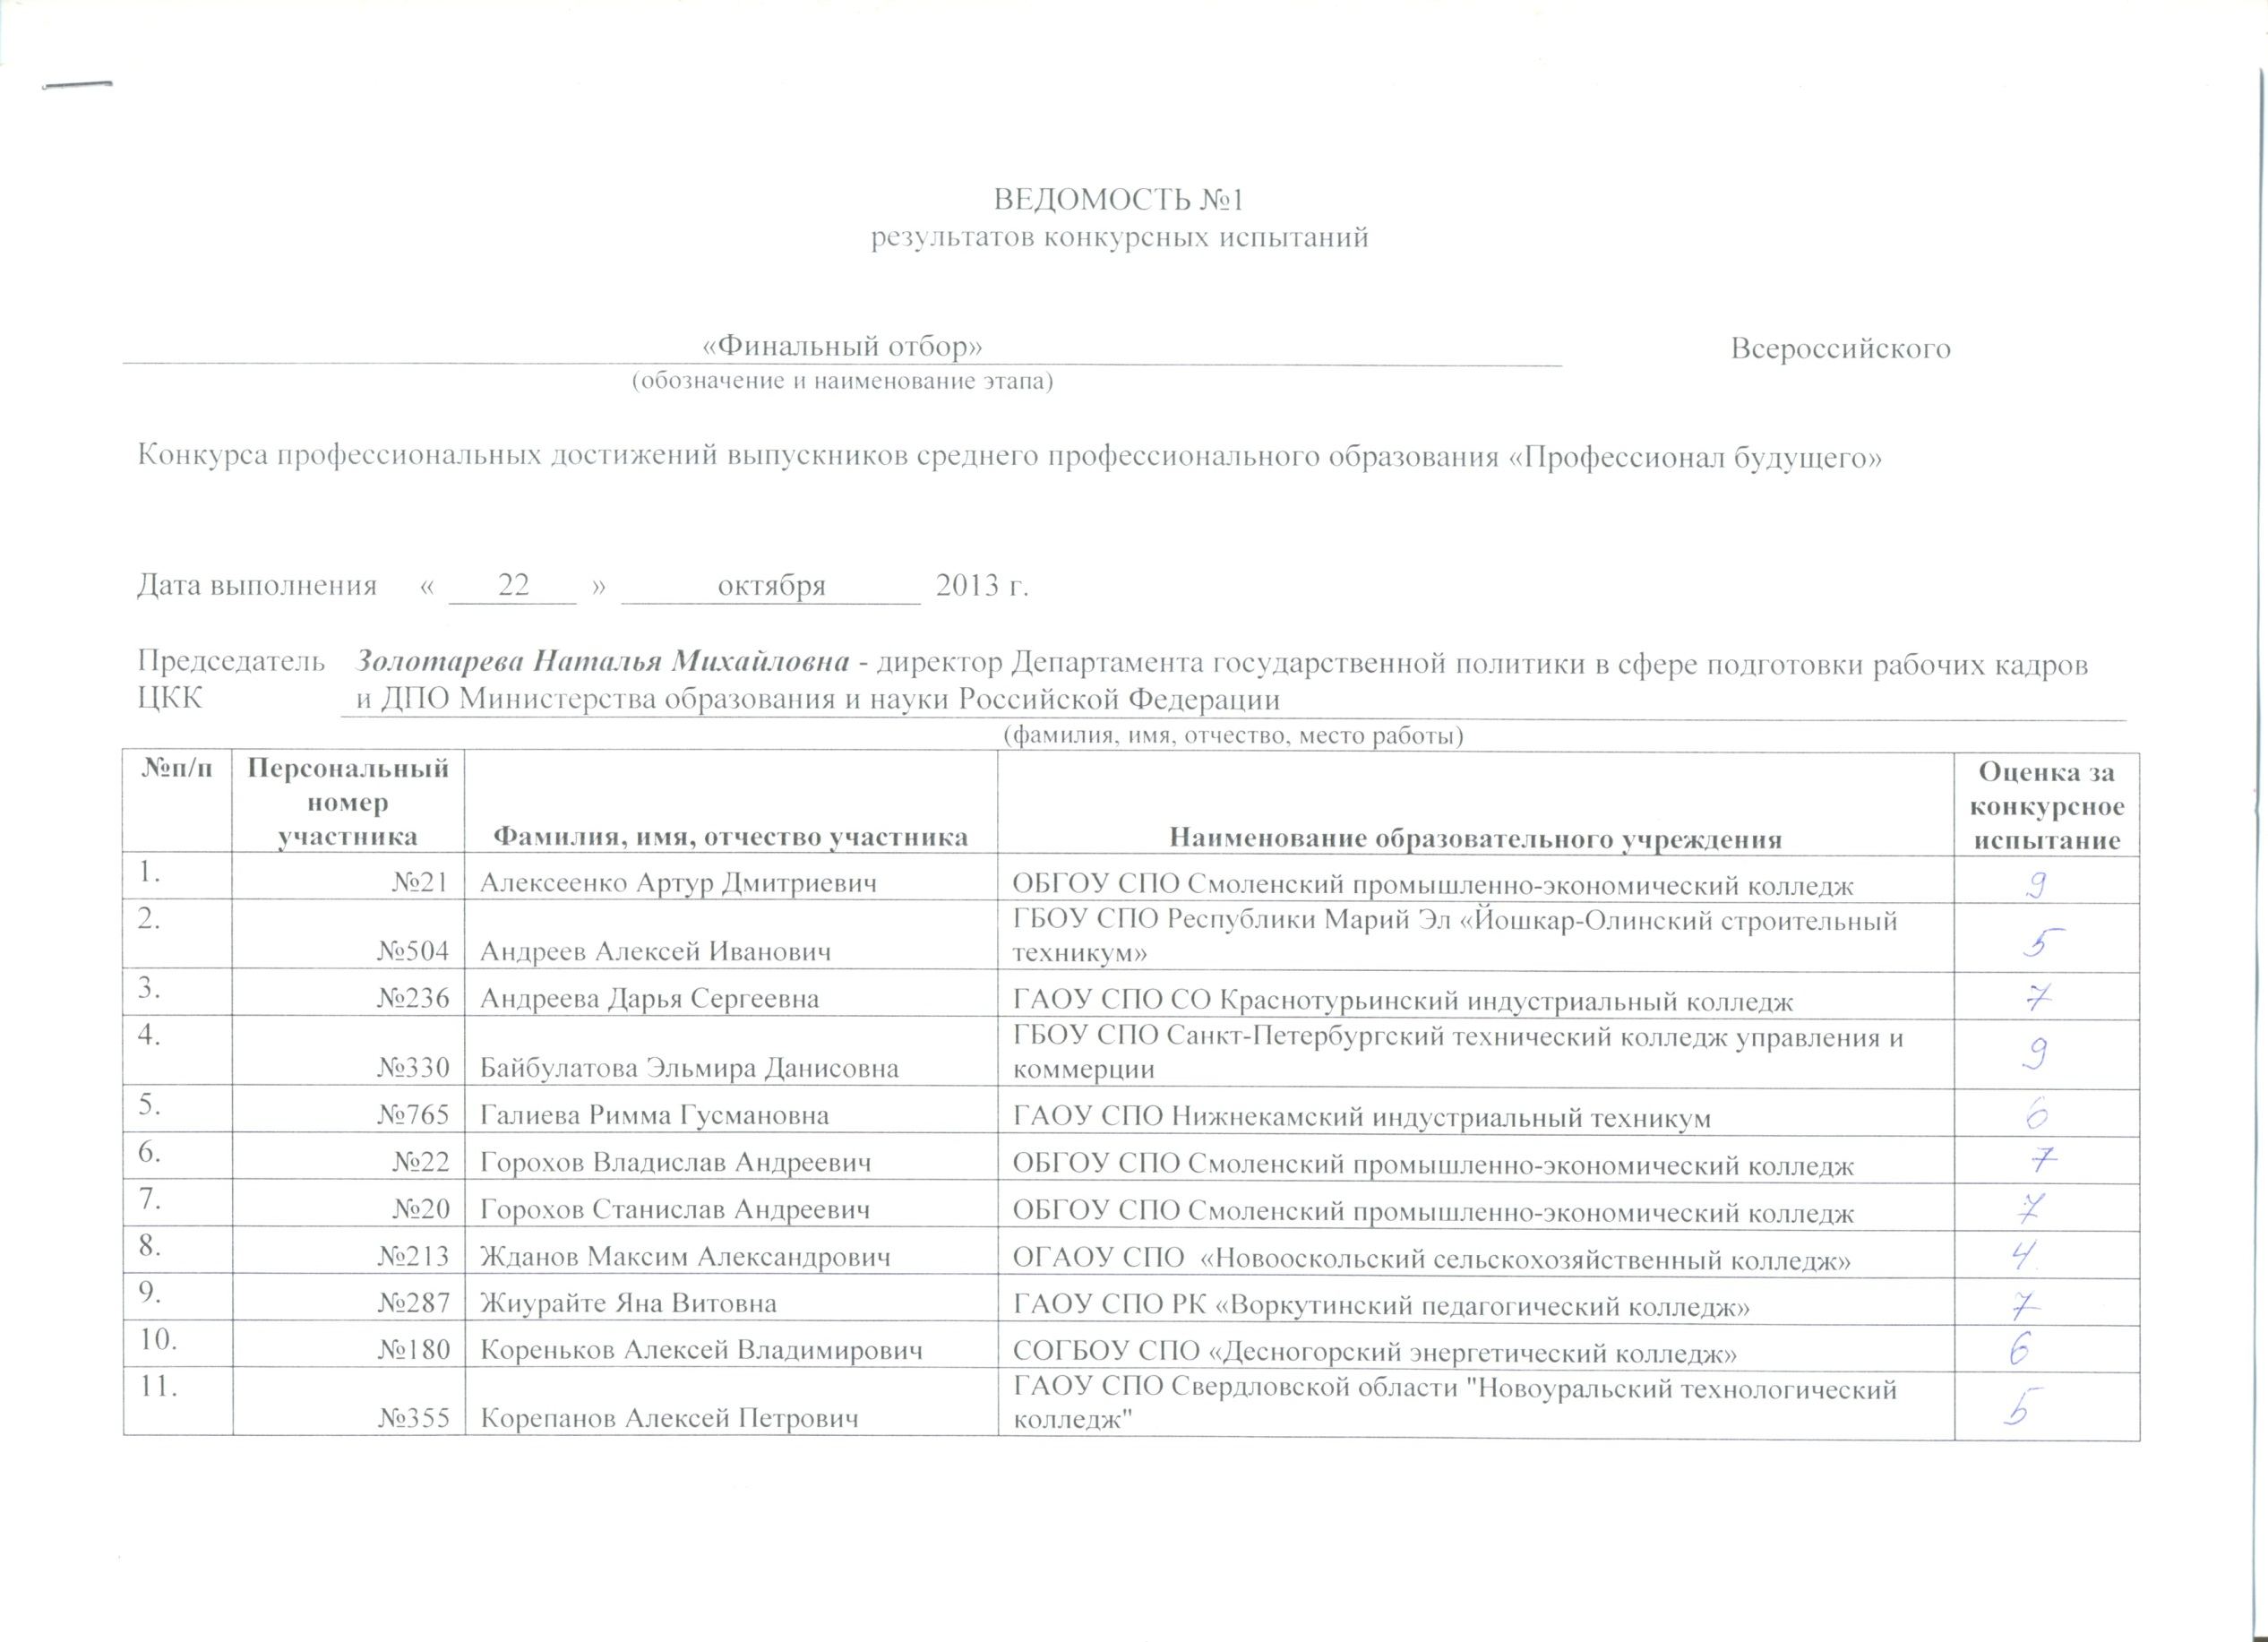 ВЕДОМОСТЬ №1
результатов конкурсных испытаний
«Финальный отбор» Всероссийского
(обозначение и наименование этапа)
Конкурса профессиональных достижений выпускников среднего профессионального образования «Профессионал будущего»
Дата выполнения « 22 » октября 2013 г.
Председатель Золотарева Наталья Михайловна - директор Департамента государственной политики в сфере подготовки рабочих кадров
ЦКК и ДПО Министерства образования и науки Российской Федерации
(фамилия, имя, отчество, место работы)
№п/п Персональный номер участника Фамилия, имя, отчество участника Наименование образовательного учреждения Оценка за конкурсное испытание
1. №21 Алексеенко Артур Дмитриевич ОБГОУ СПО Смоленский промышленно-экономический колледж 9
2. №504 Андреев Алексей Иванович ГБОУ СПО Республики Марий Эл «Йошкар-Олинский строительный
техникум» 5
3. №236 Андреева Дарья Сергеевна ГАОУ СПО СО Краснотурьинский индустриальный колледж 7
4. №330 Байбулатова Эльмира Данисовна ГБОУ СПО Санкт-Петербургский технический колледж управления и
коммерции 9
5. №765 Галиева Римма Гусмановна ГАОУ СПО Нижнекамский индустриальный техникум 6
6. №22 Горохов Владислав Андреевич ОБГОУ СПО Смоленский промышленно-экономический колледж 7
7. №20 Горохов Станислав Андреевич ОБГОУ СПО Смоленский промышленно-экономический колледж 7
8. №213 Жданов Максим Александрович ОГАОУ СПО «Новооскольский сельскохозяйственный колледж» 4
9. №287 Жиурайте Яна Витовна ГАОУ СПО РК «Воркутинский педагогический колледж» 7
10. №180 Кореньков Алексей Владимирович СОГБОУ СПО «Десногорский энергетический колледж» 6
11. №355 Корепанов Алексей Петрович ГАОУ СПО Свердловской области "Новоуральский технологический
колледж" 5